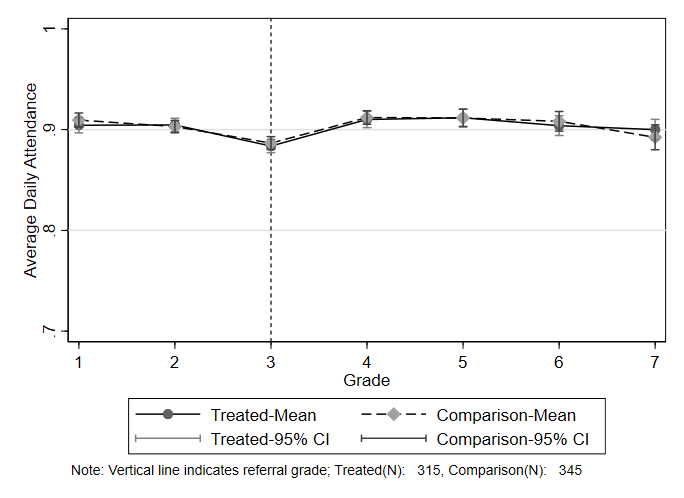 Average Daily Attendance
1
.9
.8
.7
1 2 3 4 5 6 7
Grade
Treated-Mean Comparison-Mean
Treated-95% CI Comparison-95% CI
Note: Vertical line indicates referral grade; Treated(N): 315, Comparison(N): 345